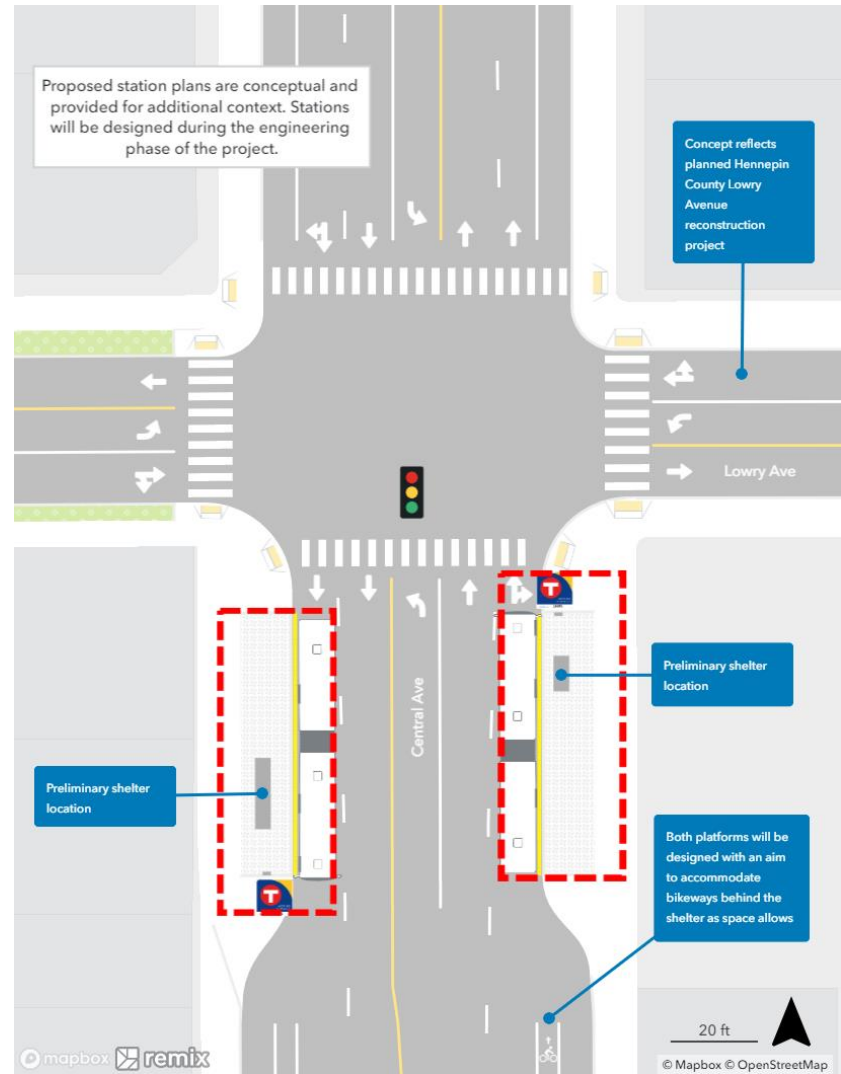 Proposed station plans are conceptual and
provided for additional context. Stations
will be designed during the engineering
phase of the project.
Concept reflects
planned Hennepin
County Lowry
Avenue
reconstruction
project
Lowry Ave
Central Ave
T
T
Preliminary shelter
location
Preliminary shelter
location
Both platforms will be
designed with an aim
to accommodate
bikeways behind the
shelter as space allows
20 ft
mapbox remix
© Mapbox © OpenStreetMap